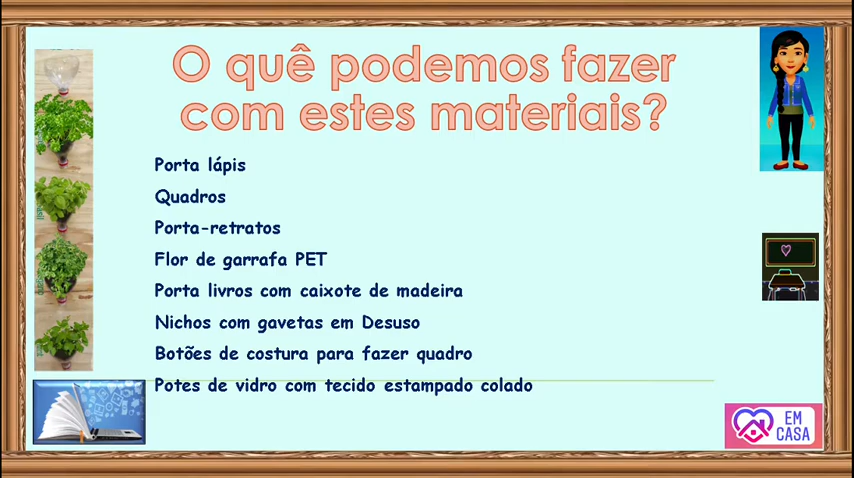 O quê podemos fazer
com estes materiais?
Porta lápis
Quadros
Porta-retratos
Flor de garrafa PET
Porta livros com caixote de madeira
Nichos com gavetas em Desuso
Botões de costura para fazer quadro
Potes de vidro com tecido estampado colado
EM
CASA